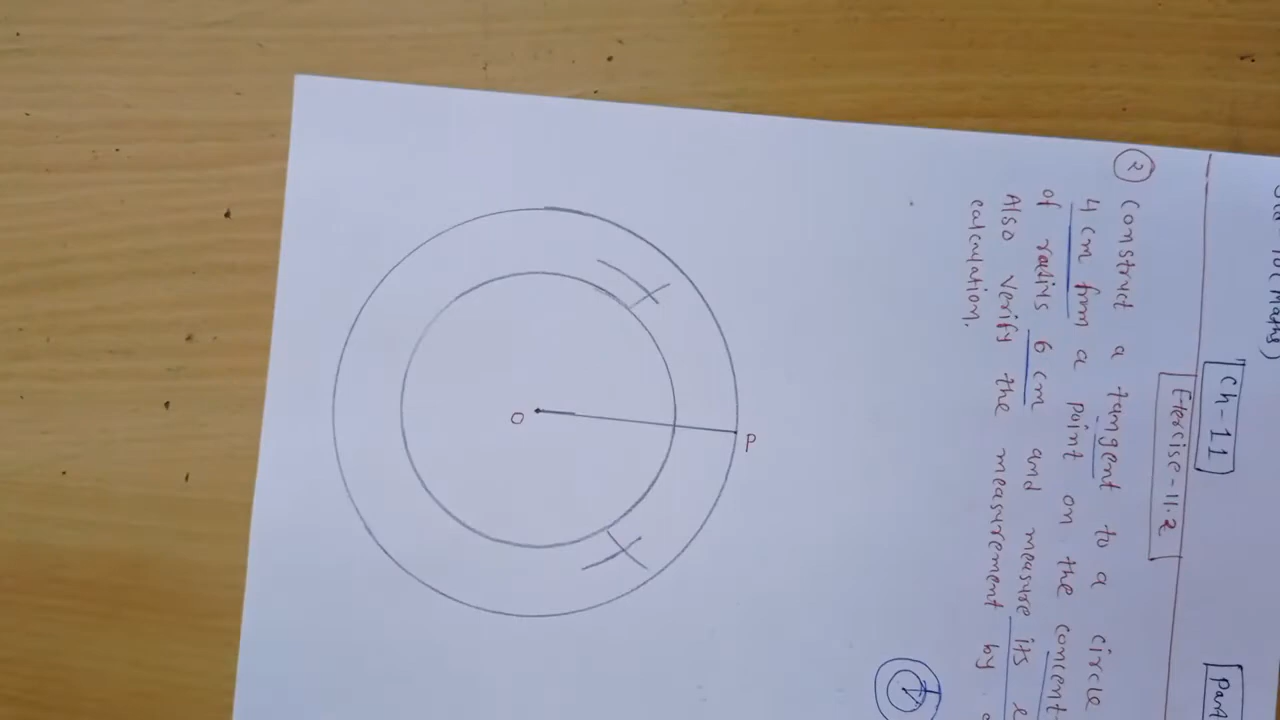 Ch-11
Part
Exercise-11.2
② Construct a tangent to a circle
4 cm from a point on the
of radius 6 cm and measure its
Also verify the measurement by
calculation.
O
P